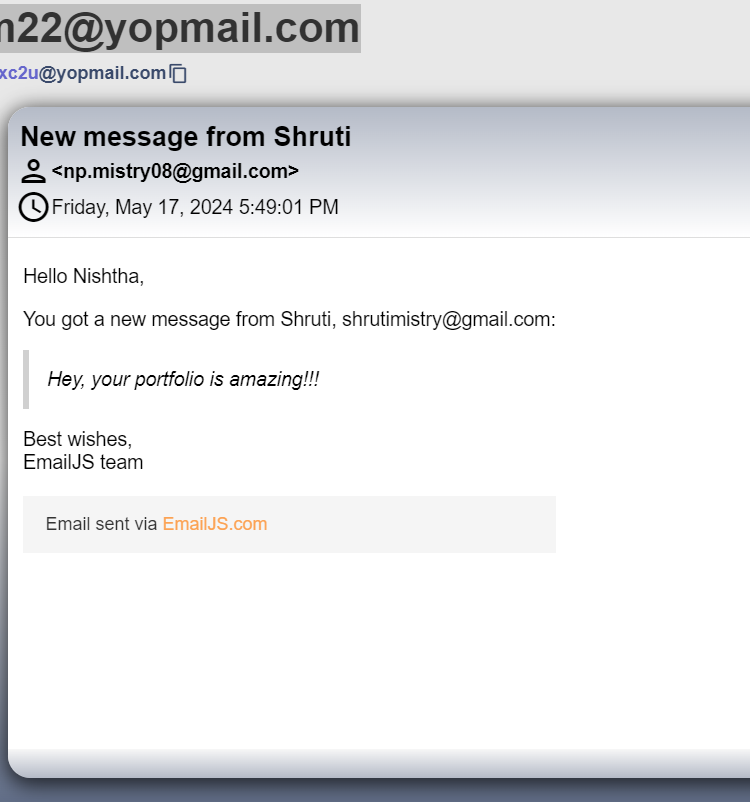 n22@yopmail.com
xc2u@yopmail.com
New message from Shruti
<np.mistry08@gmail.com>
Friday, May 17, 2024 5:49:01 PM
Hello Nishtha,
You got a new message from Shruti, shrutimistry@gmail.com:
Hey, your portfolio is amazing!!!
Best wishes,
EmailJS team
Email sent via EmailJS.com